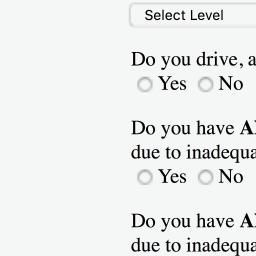 Select Level
Do you drive, a
Yes No
Do you have
due to inadequa
Yes No
Do you have
due to inadequa